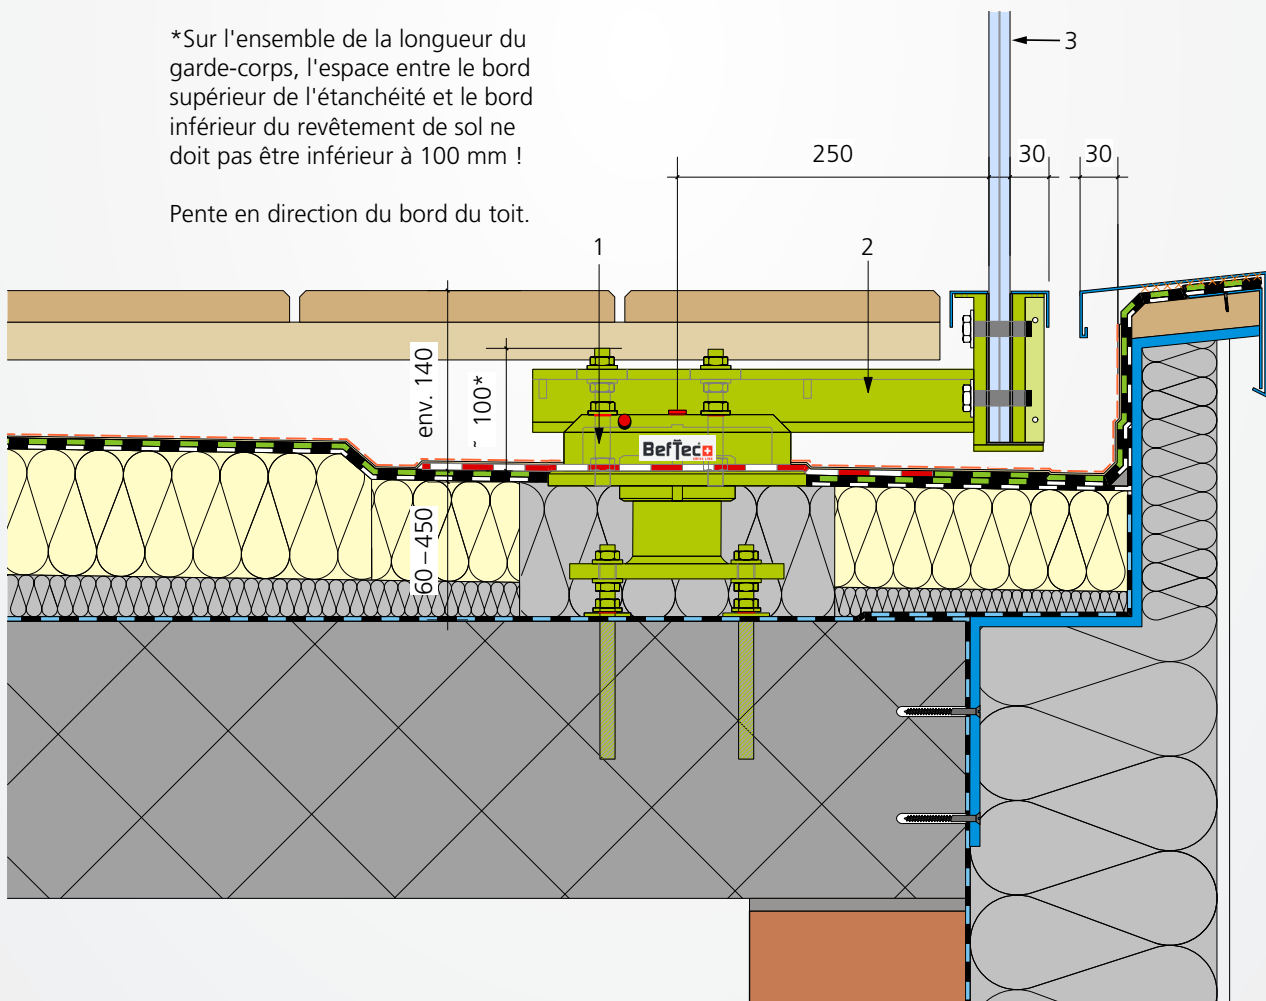 *Sur l'ensemble de la longueur du
garde-corps, l'espace entre le bord
supérieur de l'étanchéité et le bord
inférieur du revêtement de sol ne
doit pas être inférieur à 100 mm !
Pente en direction du bord du toit.
3
250
30
30
1
2
env. 140
~ 100*
BefTec
60–450